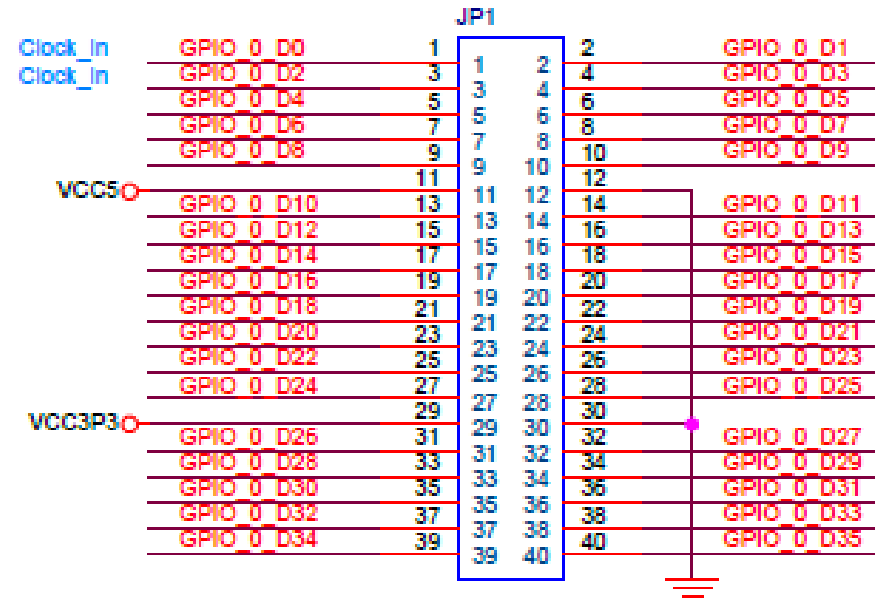 JP1
Clock_In GPIO_0_D0 1 1 2 2 GPIO_0_D1
Clock_In GPIO_0_D2 3 3 4 4 GPIO_0_D3
GPIO_0_D4 5 5 6 6 GPIO_0_D5
GPIO_0_D6 7 7 8 8 GPIO_0_D7
GPIO_0_D8 9 9 10 10 GPIO_0_D9
VCC5 11 11 12 12
GPIO_0_D10 13 13 14 14 GPIO_0_D11
GPIO_0_D12 15 15 16 16 GPIO_0_D13
GPIO_0_D14 17 17 18 18 GPIO_0_D15
GPIO_0_D16 19 19 20 20 GPIO_0_D17
GPIO_0_D18 21 21 22 22 GPIO_0_D19
GPIO_0_D20 23 23 24 24 GPIO_0_D21
GPIO_0_D22 25 25 26 26 GPIO_0_D23
GPIO_0_D24 27 27 28 28 GPIO_0_D25
VCC3P3 29 29 30 30
GPIO_0_D26 31 31 32 32 GPIO_0_D27
GPIO_0_D28 33 33 34 34 GPIO_0_D29
GPIO_0_D30 35 35 36 36 GPIO_0_D31
GPIO_0_D32 37 37 38 38 GPIO_0_D33
GPIO_0_D34 39 39 40 40 GPIO_0_D35